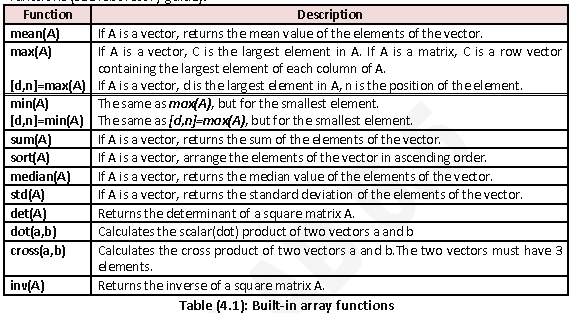 Function Description
mean(A) If A is a vector, returns the mean value of the elements of the vector.
max(A) If A is a vector, C is the largest element in A. If A is a matrix, C is a row vector
containing the largest element of each column of A.
[d,n]=max(A) If A is a vector, d is the largest element in A, n is the position of the element.
min(A) The same as max(A), but for the smallest element.
[d,n]=min(A) The same as [d,n]=max(A), but for the smallest element.
sum(A) If A is a vector, returns the sum of the elements of the vector.
sort(A) If A is a vector, arrange the elements of the vector in ascending order.
median(A) If A is a vector, returns the median value of the elements of the vector.
std(A) If A is a vector, returns the standard deviation of the elements of the vector.
det(A) Returns the determinant of a square matrix A.
dot(a,b) Calculates the scalar(dot) product of two vectors a and b
cross(a,b) Calculates the cross product of two vectors a and b.The two vectors must have 3
elements.
inv(A) Returns the inverse of a square matrix A.
Table (4.1): Built-in array functions